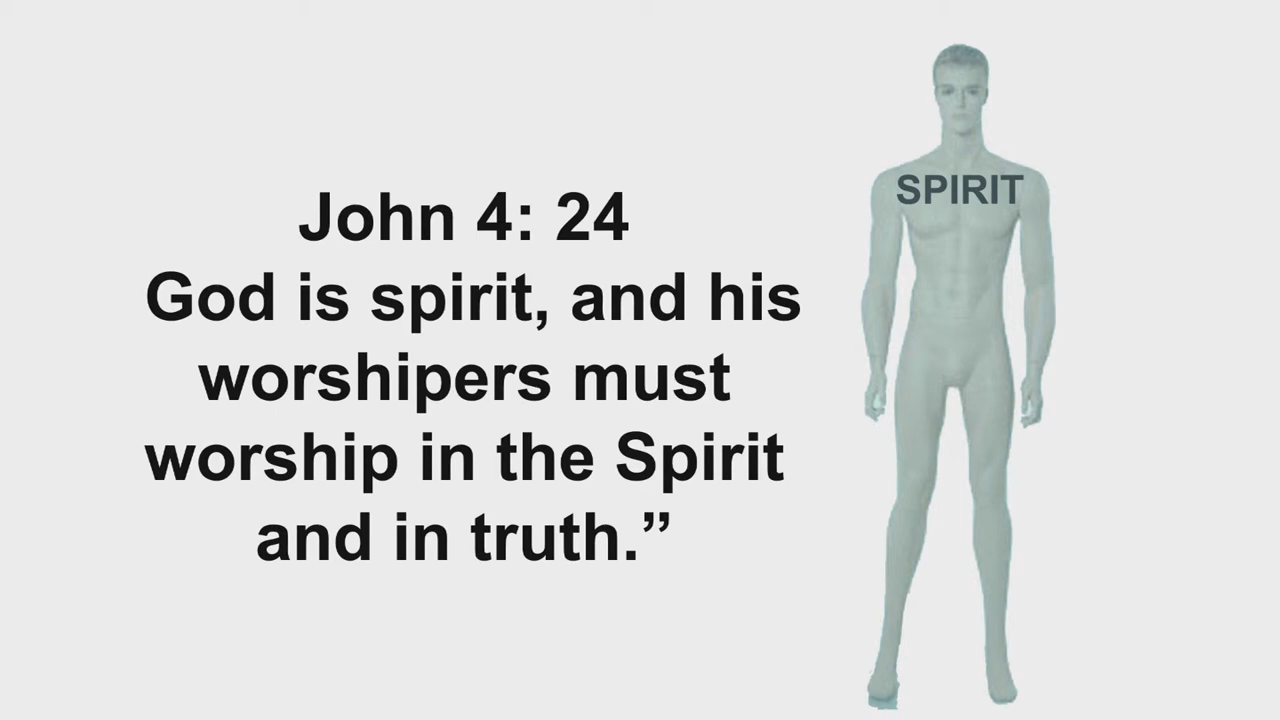 John 4: 24
God is spirit, and his
worshipers must
worship in the Spirit
and in truth.”
SPIRIT